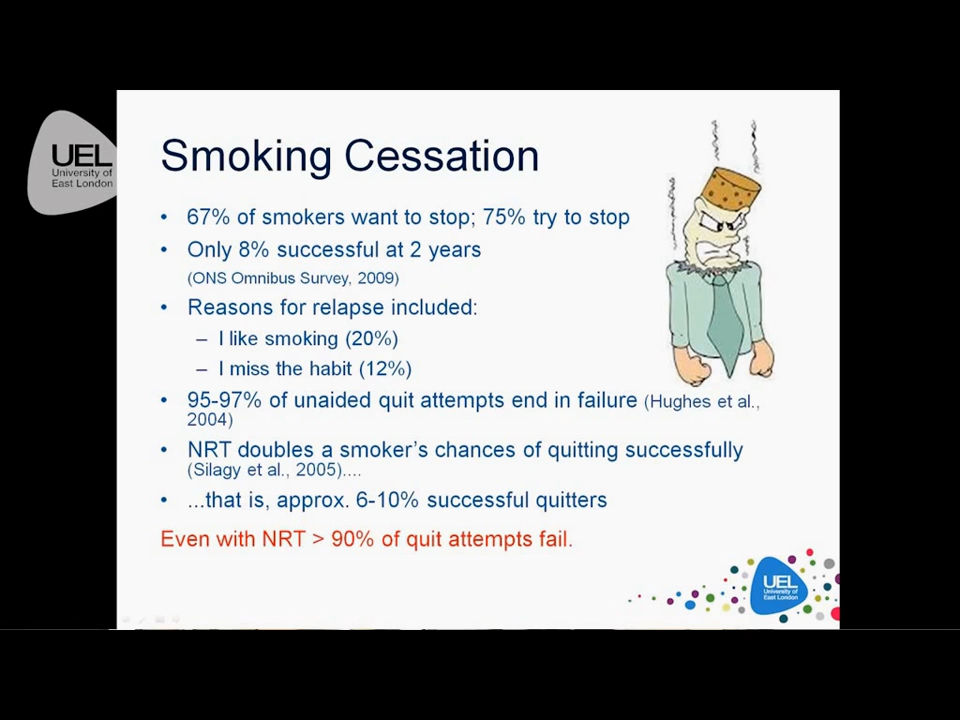 UEL
University of
East London
Smoking Cessation
• 67% of smokers want to stop; 75% try to stop
• Only 8% successful at 2 years
(ONS Omnibus Survey, 2009)
• Reasons for relapse included:
– I like smoking (20%)
– I miss the habit (12%)
• 95-97% of unaided quit attempts end in failure (Hughes et al.,
2004)
• NRT doubles a smoker's chances of quitting successfully
(Silagy et al., 2005)....
• ...that is, approx. 6-10% successful quitters
Even with NRT > 90% of quit attempts fail.
UEL
University of
East London